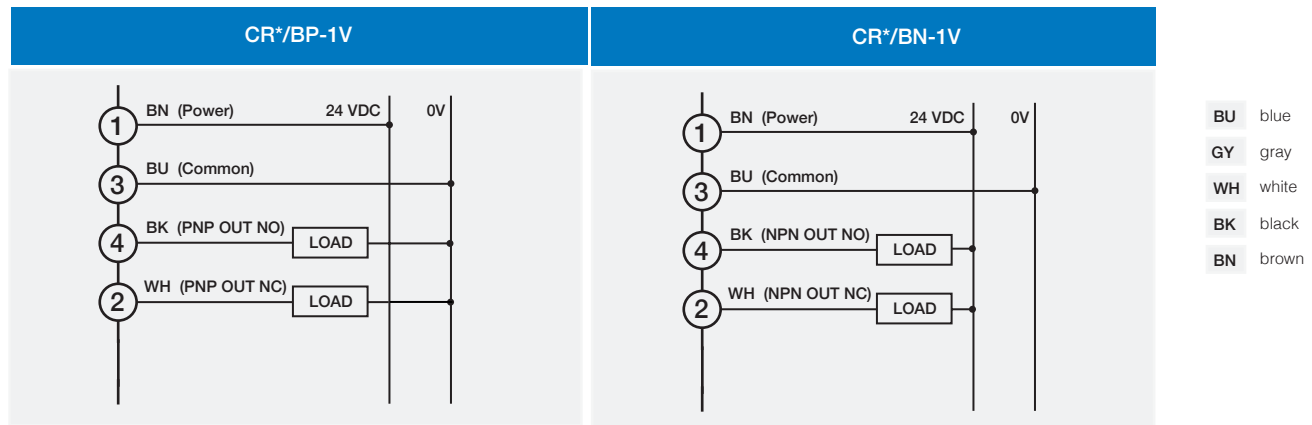 CR*/BP-1V
CR*/BN-1V
BN (Power) 24 VDC 0V
1
BU (Common)
3
BK (PNP OUT NO)
4 LOAD
WH (PNP OUT NC)
2 LOAD
BN (Power) 24 VDC 0V
1
BU (Common)
3
BK (NPN OUT NO)
4 LOAD
WH (NPN OUT NC)
2 LOAD
BU blue
GY gray
WH white
BK black
BN brown